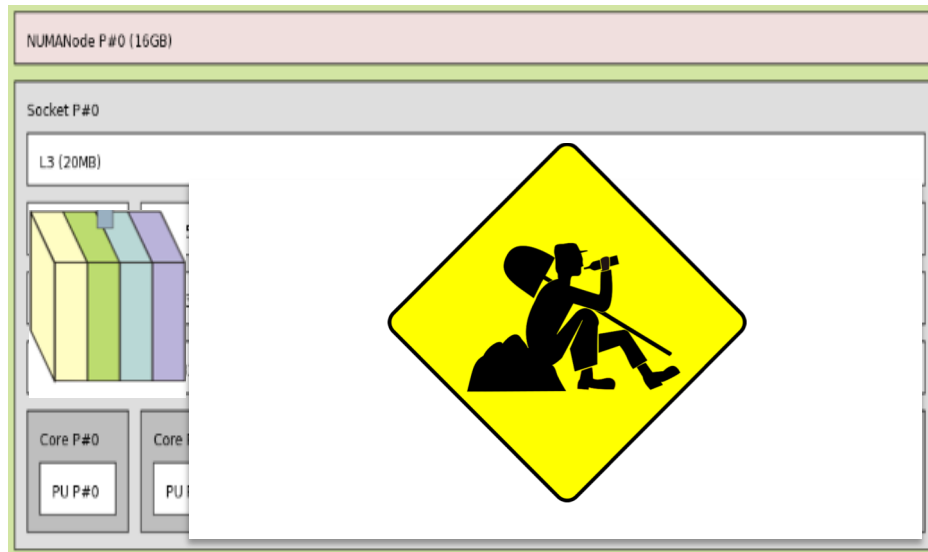 NUMANode P#0 (16GB)
Socket P#0
L3 (20MB)
Core P#0
Core
PU P#0
PU